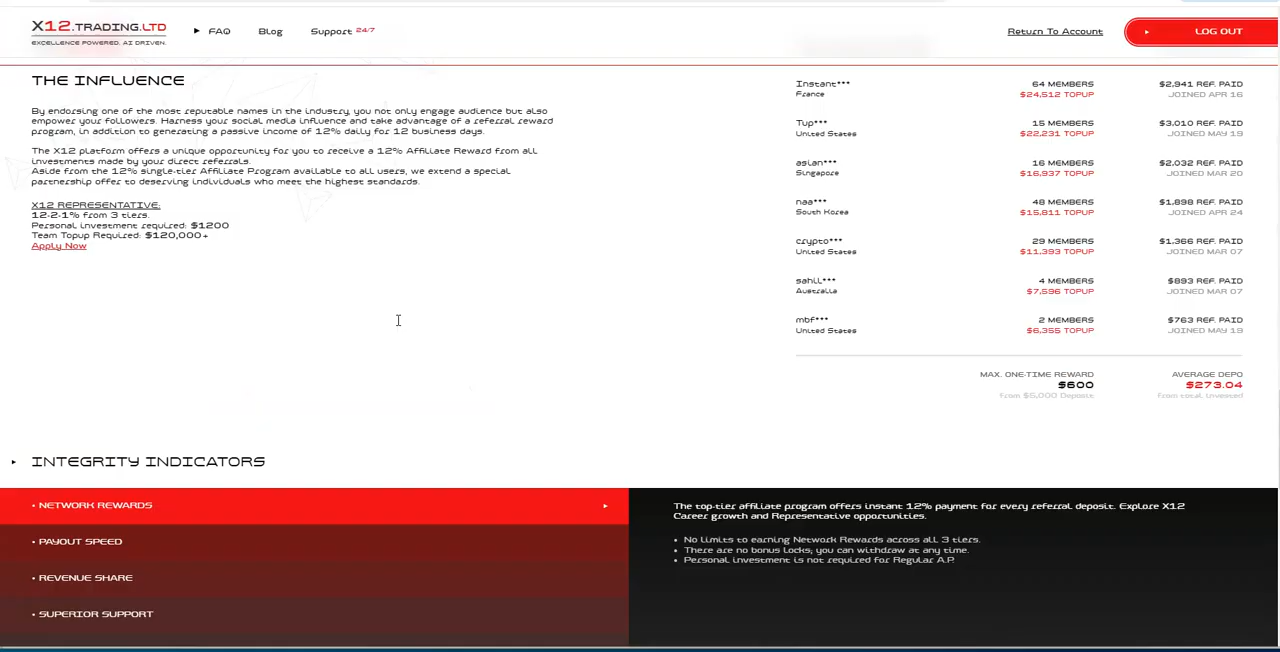 X12.TRADING.LTD
EXCELLENCE POWERED. AI DRIVEN.
FAQ
Blog
Support 24/7
Return To Account
LOG OUT
THE INFLUENCE
By endorsing one of the most reputable names in the industry, you not only engage audience but also
empower your followers. Harness your social media influence and take advantage of a referral reward
program, in addition to generating a passive income of 12% daily for 12 business days.
The X12 platform offers a unique opportunity for you to receive a 12% Affiliate Reward from all
investments made by your direct referrals.
Aside from the 12% single-tier Affiliate Program available to all users, we extend a special
partnership offer to deserving individuals who meet the highest standards.
X12 REPRESENTATIVE:
12-2-1% from 3 tiers.
Personal investment required: $1200
Team Topup Required: $120,000+
Apply Now
Instant*** 64 MEMBERS $2,941 REF. PAID
France $24,512 TOPUP JOINED APR 16
Tup*** 15 MEMBERS $3,010 REF. PAID
United States $22,231 TOPUP JOINED MAY 19
asian*** 16 MEMBERS $2,032 REF. PAID
Singapore $16,937 TOPUP JOINED MAR 20
naa*** 48 MEMBERS $1,898 REF. PAID
South Korea $15,811 TOPUP JOINED APR 24
crypto*** 29 MEMBERS $1,366 REF. PAID
United States $11,393 TOPUP JOINED MAR 07
sahil*** 4 MEMBERS $893 REF. PAID
Australia $7,596 TOPUP JOINED MAR 07
mbf*** 2 MEMBERS $763 REF. PAID
United States $6,355 TOPUP JOINED MAY 19
MAX. ONE-TIME REWARD AVERAGE DEPO
$600 $273.04
From $5,000 Deposit From total invested
INTEGRITY INDICATORS
• NETWORK REWARDS
• PAYOUT SPEED
• REVENUE SHARE
• SUPERIOR SUPPORT
The top-tier affiliate program offers instant 12% payment for every referral deposit. Explore X12
Career growth and Representative opportunities.
• No limits to earning Network Rewards across all 3 tiers.
• There are no bonus locks; you can withdraw at any time.
• Personal investment is not required for Regular A.P.